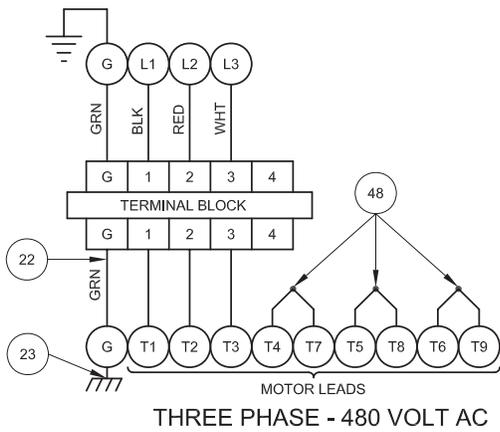 G L1 L2 L3
GRN BLK RED WHT
G 1 2 3 4
TERMINAL BLOCK
G 1 2 3 4
48
22
GRN
23
G T1 T2 T3 T4 T7 T5 T8 T6 T9
MOTOR LEADS
THREE PHASE - 480 VOLT AC